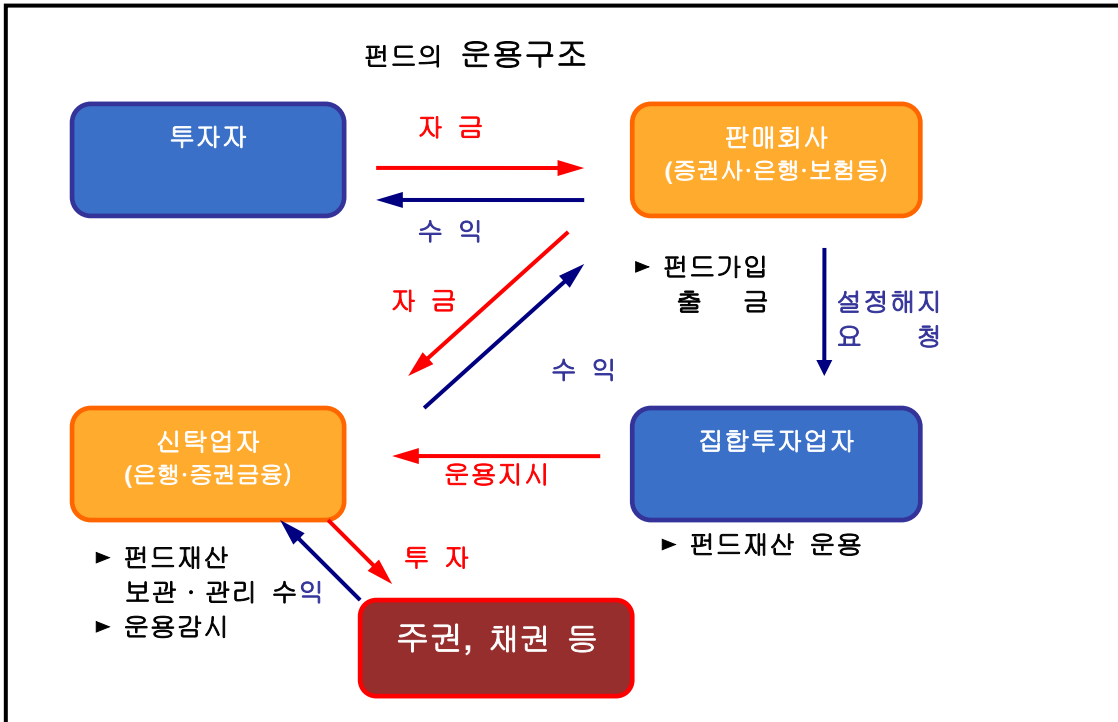 펀드의 운용구조
투자자
자 금
판매회사
(증권사·은행·보험등)
수 익
► 펀드가입
출 금
자 금
설정해지
요 청
수 익
신탁업자
(은행·증권금융)
집합투자업자
운용지시
► 펀드재산 운용
► 펀드재산
보관 · 관리 수익
► 운용감시
투 자
주권, 채권 등